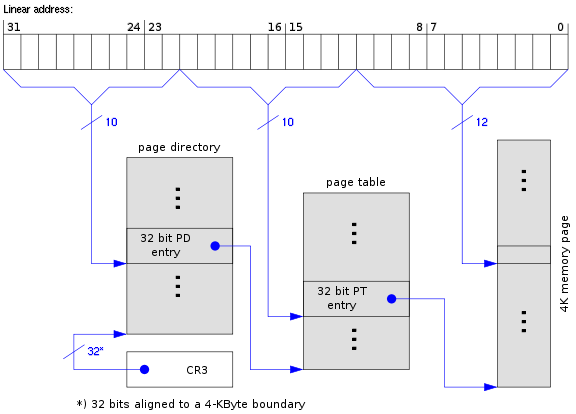 Linear address:
31 24 23 16 15 8 7 0
10 10 12
page directory
page table
32 bit PD
entry
32 bit PT
entry
4K memory page
32*
CR3
*) 32 bits aligned to a 4-KByte boundary